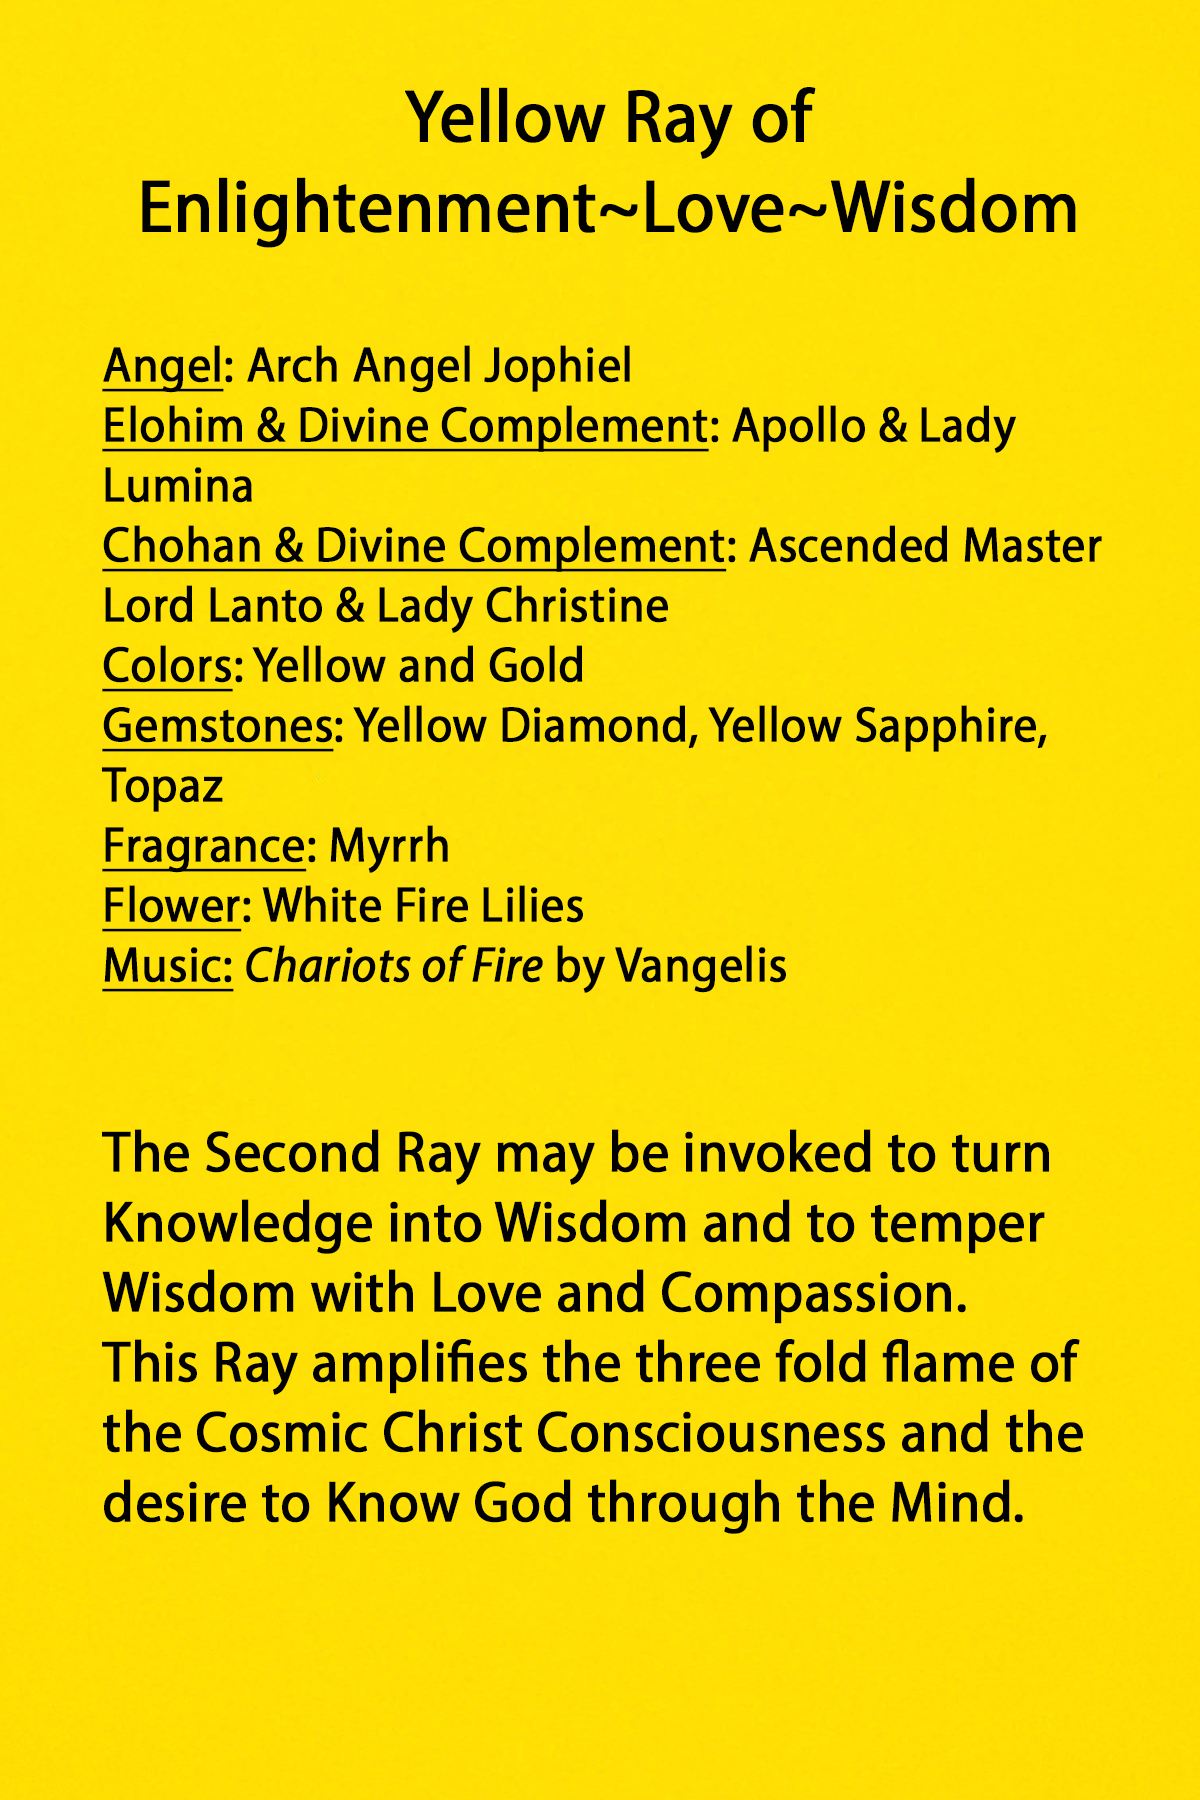 Yellow Ray of
Enlightenment~Love~Wisdom
Angel: Arch Angel Jophiel
Elohim & Divine Complement: Apollo & Lady
Lumina
Chohan & Divine Complement: Ascended Master
Lord Lanto & Lady Christine
Colors: Yellow and Gold
Gemstones: Yellow Diamond, Yellow Sapphire,
Topaz
Fragrance: Myrrh
Flower: White Fire Lilies
Music: Chariots of Fire by Vangelis
The Second Ray may be invoked to turn
Knowledge into Wisdom and to temper
Wisdom with Love and Compassion.
This Ray amplifies the three fold flame of
the Cosmic Christ Consciousness and the
desire to Know God through the Mind.